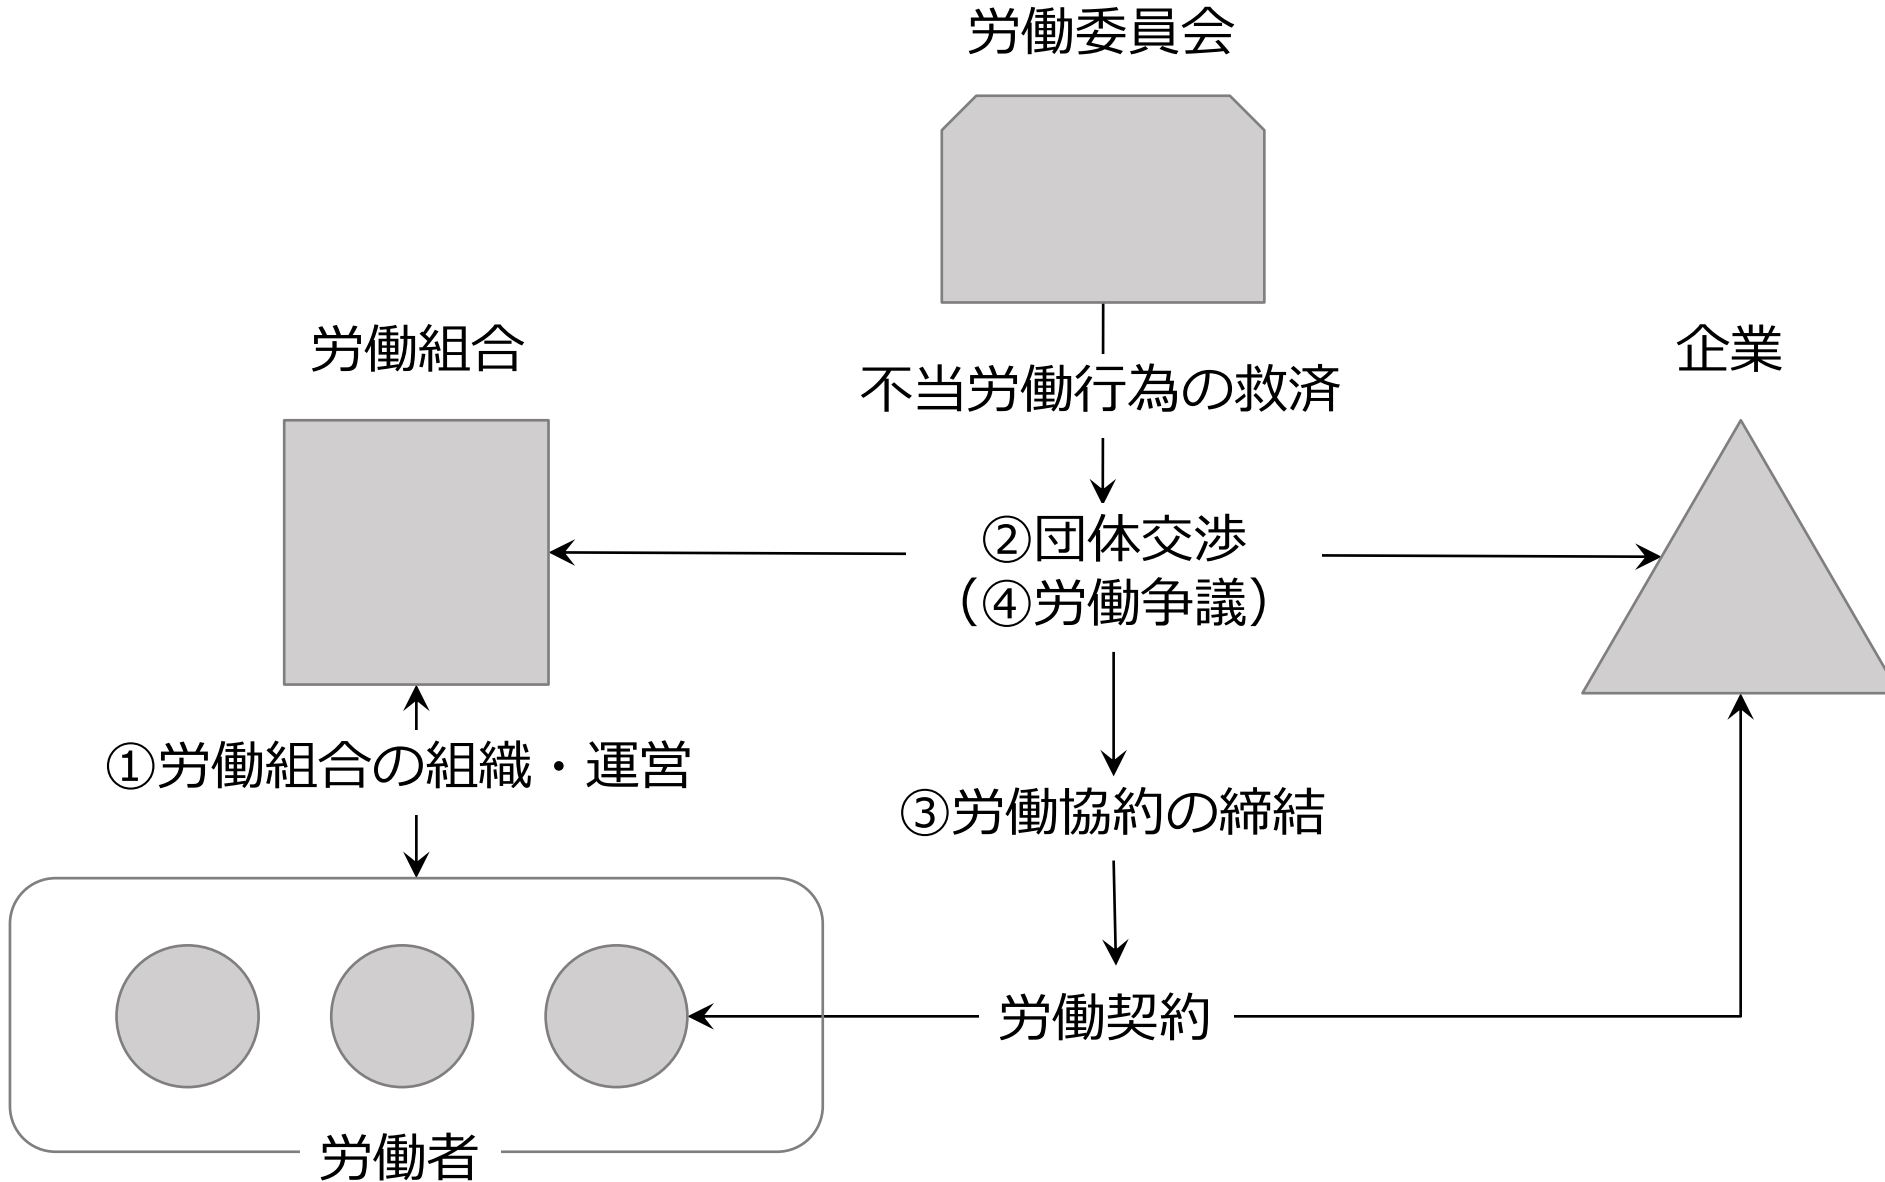 労働委員会
労働組合
不当労働行為の救済
企業
②団体交渉
（④労働争議）
①労働組合の組織・運営
③労働協約の締結
労働契約
労働者